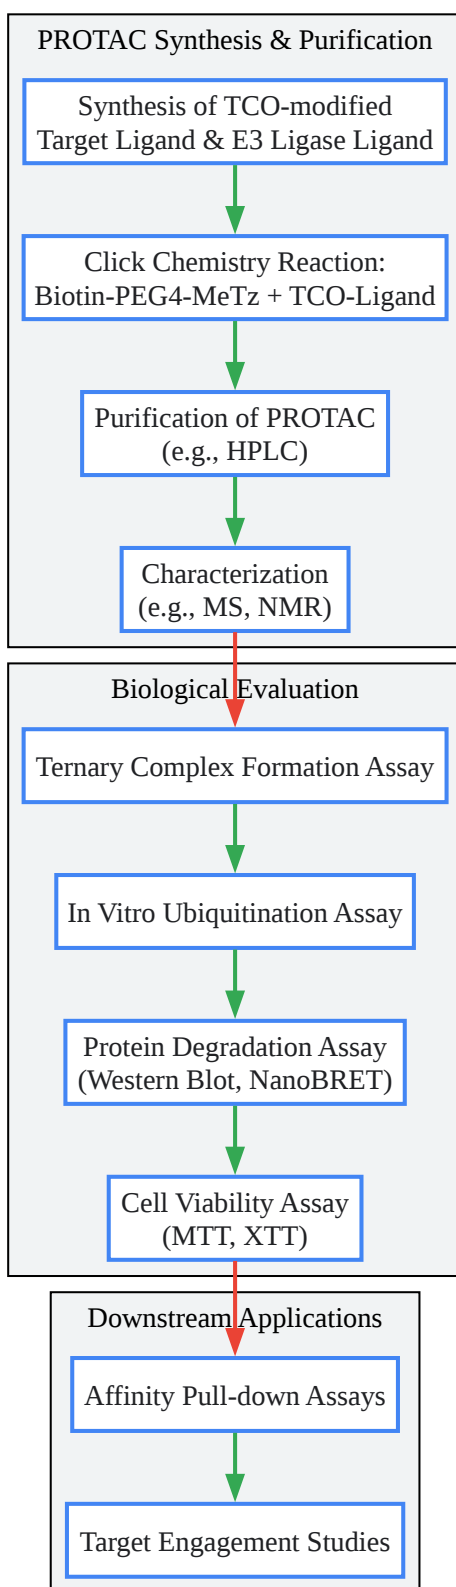 PROTAC Synthesis & Purification
Synthesis of TCO-modified
Target Ligand & E3 Ligase Ligand
Click Chemistry Reaction:
Biotin-PEG4-MeTz + TCO-Ligand
Purification of PROTAC
(e.g., HPLC)
Characterization
(e.g., MS, NMR)
Biological Evaluation
Ternary Complex Formation Assay
In Vitro Ubiquitination Assay
Protein Degradation Assay
(Western Blot, NanoBRET)
Cell Viability Assay
(MTT, XTT)
Downstream Applications
Affinity Pull-down Assays
Target Engagement Studies